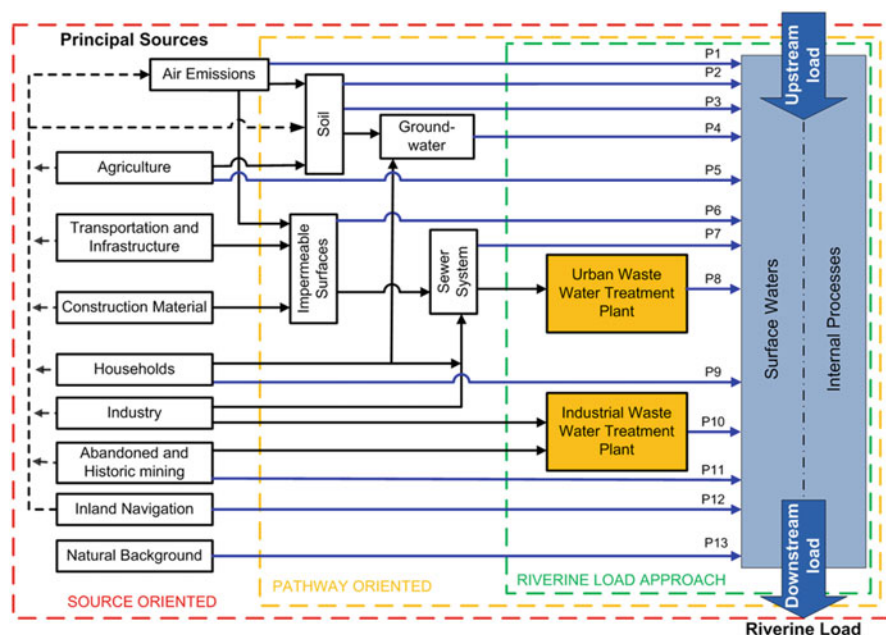 Principal Sources
Air Emissions
Agriculture
Transportation and
Infrastructure
Construction Material
Households
Industry
Abandoned and
Historic mining
Inland Navigation
Natural Background
SOURCE ORIENTED
Soil
Ground-
water
Impermeable
Surfaces
Sewer
System
PATHWAY ORIENTED
Urban Waste
Water Treatment
Plant
Industrial Waste
Water Treatment
Plant
RIVERINE LOAD APPROACH
P1
P2
P3
P4
P5
P6
P7
P8
P9
P10
P11
P12
P13
Upstream
load
Surface Waters
Internal Processes
Downstream
load
Riverine Load